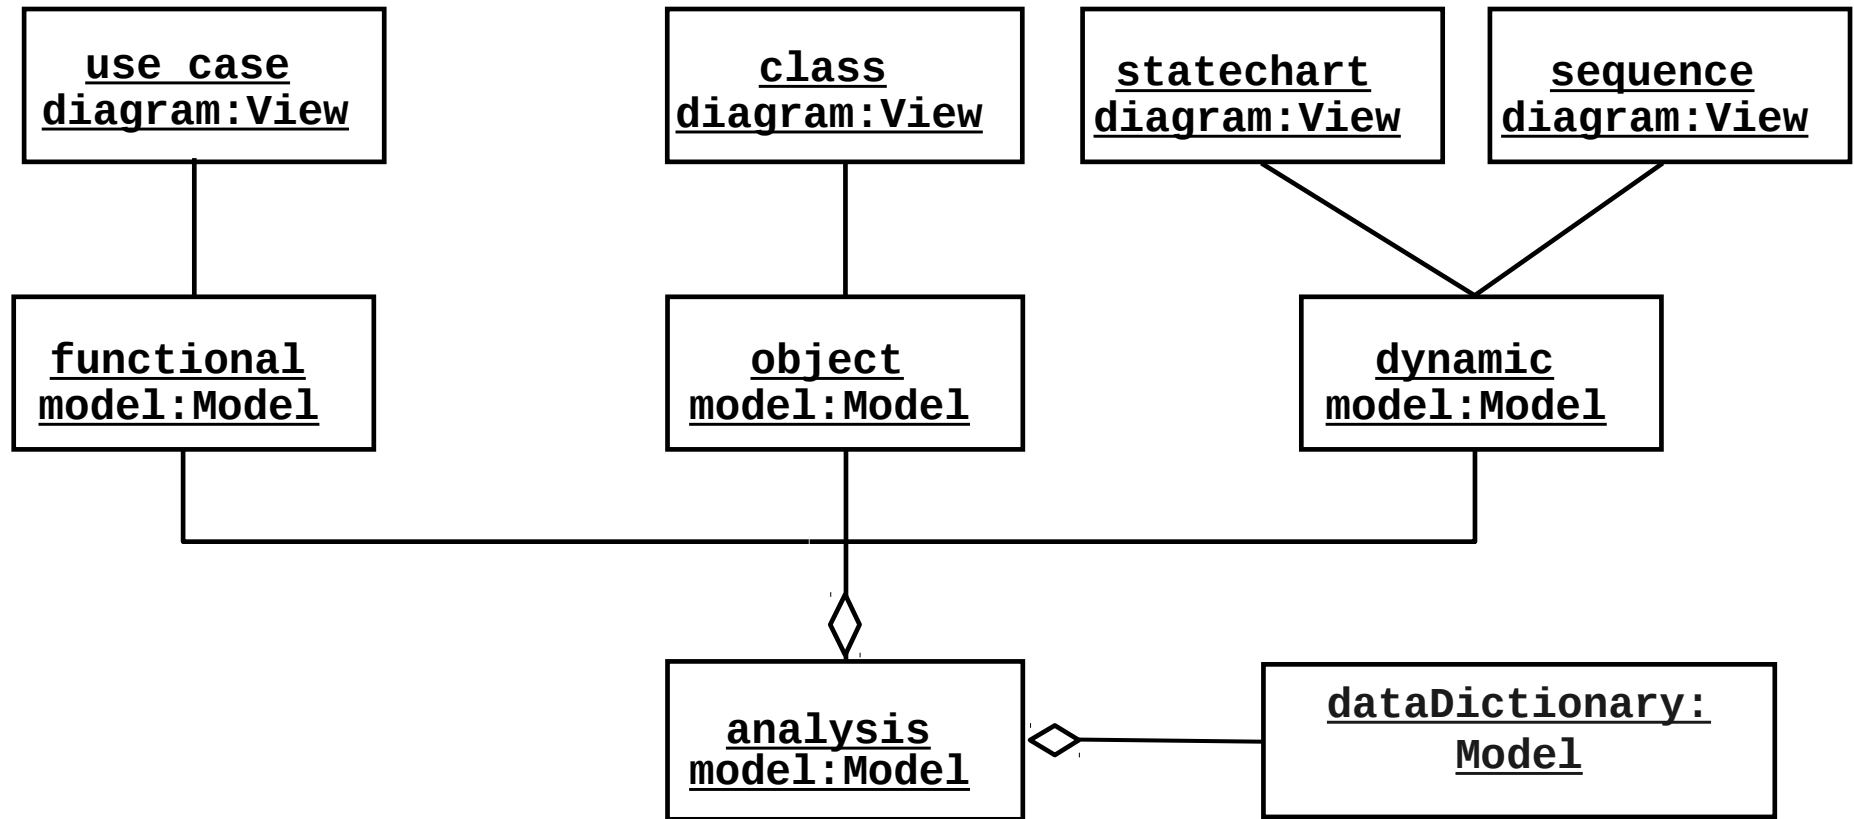 use case
diagram:View
class
diagram:View
statechart
diagram:View
sequence
diagram:View
functional
model:Model
object
model:Model
dynamic
model:Model
analysis
model:Model
dataDictionary:
Model